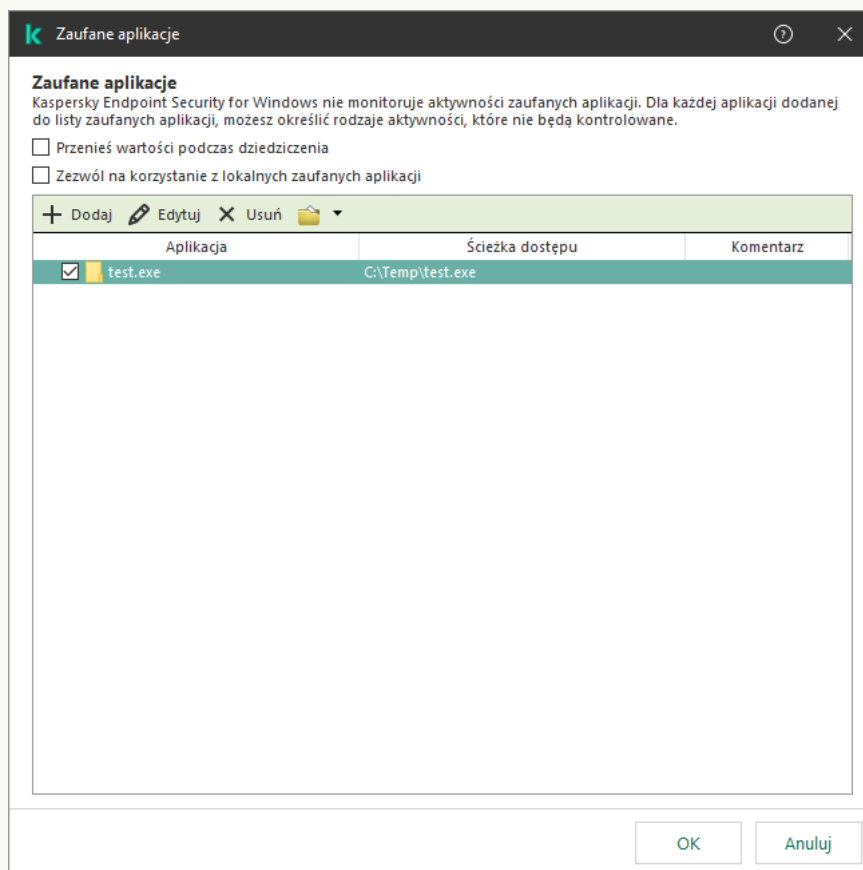 Zaufane aplikacje
Zaufane aplikacje
Kaspersky Endpoint Security for Windows nie monitoruje aktywności zaufanych aplikacji. Dla każdej aplikacji dodanej
do listy zaufanych aplikacji, możesz określić rodzaje aktywności, które nie będą kontrolowane.
Przenieś wartości podczas dziedziczenia
Zezwól na korzystanie z lokalnych zaufanych aplikacji
Dodaj Edytuj Usuń
Aplikacja Ścieżka dostępu Komentarz
test.exe C:\Temp\test.exe
OK Anuluj